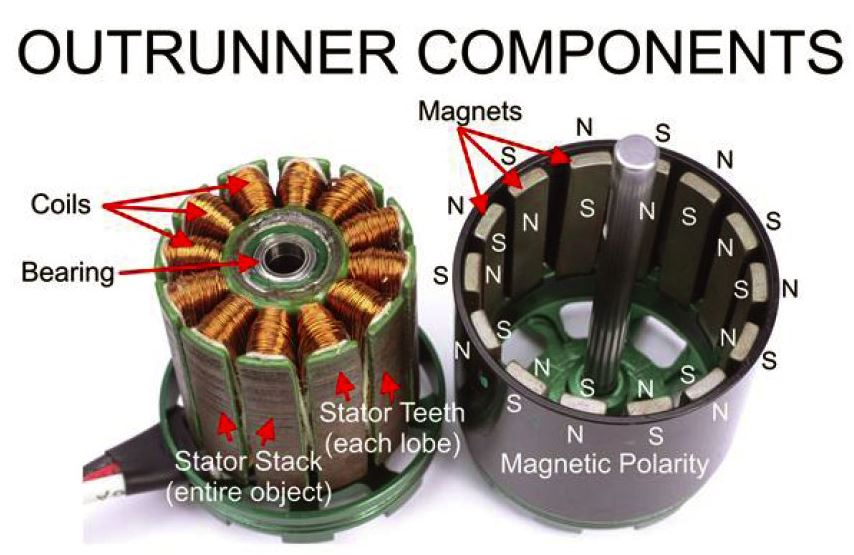 OUTRUNNER COMPONENTS
Magnets
Coils
Bearing
Stator Teeth
(each lobe)
Stator Stack
(entire object)
N
S
S
N
N
S
N
S
N
S
N
S
S
N
S
N
S
N
S
N
N
S
N
S
S
N
S
N
N
S
Magnetic Polarity